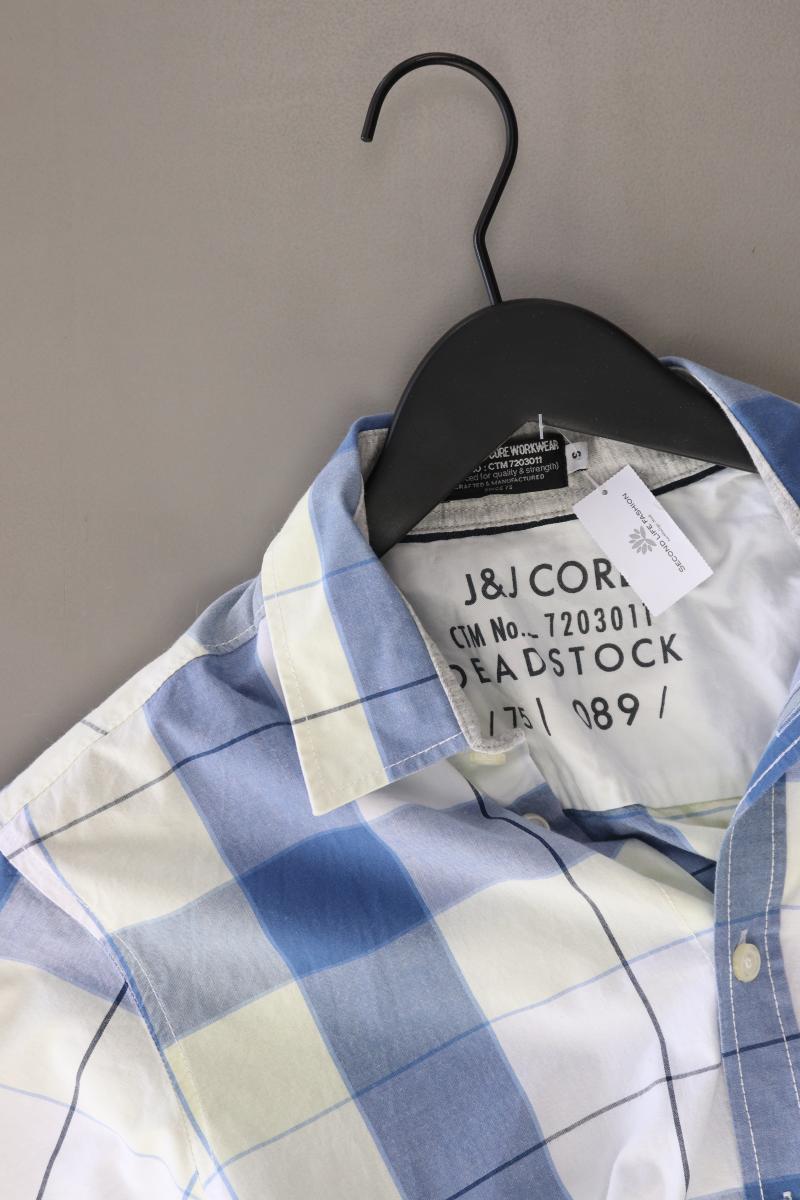 CORE WORKWEAR
: CTM 7203011
for quality & strength)
CRAFTED & MANUFACTURED
S
SECOND LIFE FASHION
J&J CORE
CTM No._ 7203011
DEADSTOCK
/ 75 | 089 /